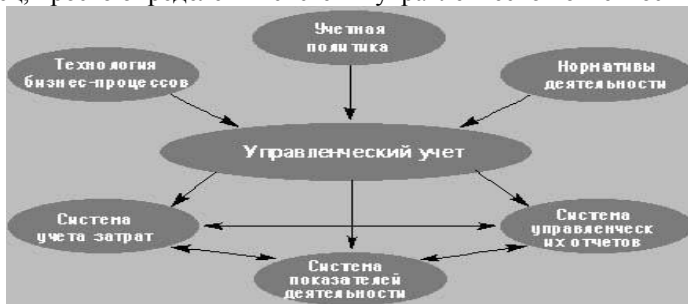 Учетная
политика
Технология
бизнес-процессов
Нормативы
деятельности
Управленческий учет
Система
учета затрат
Система
управленческ
их отчетов
Система
показателей
деятельности